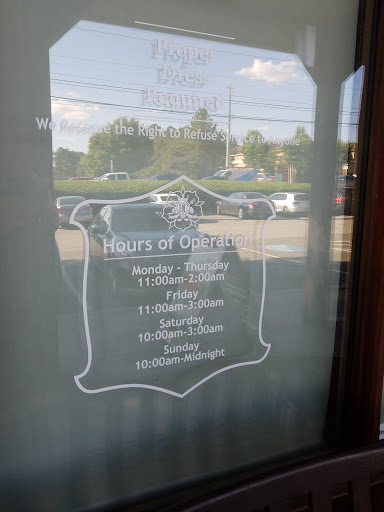 Proper
Dress
Required
We Reserve the Right to Refuse Service to Anyone
Hours of Operation
Monday - Thursday
11:00am-2:00am
Friday
11:00am-3:00am
Saturday
10:00am-3:00am
Sunday
10:00am-Midnight